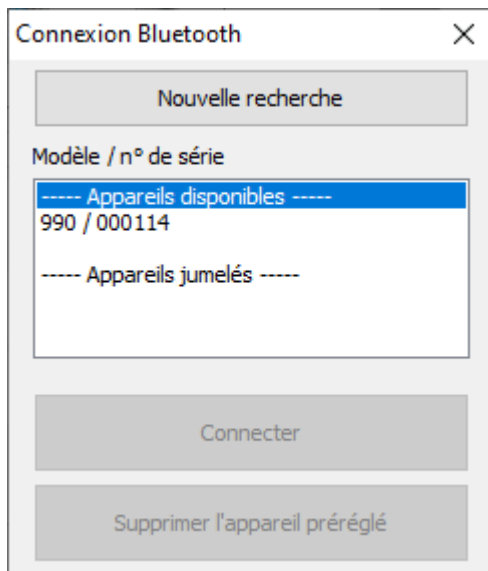 Connexion Bluetooth
Nouvelle recherche
Modèle / n° de série
----- Appareils disponibles -----
990 / 000114
----- Appareils jumelés -----
Connecter
Supprimer l'appareil préréglé